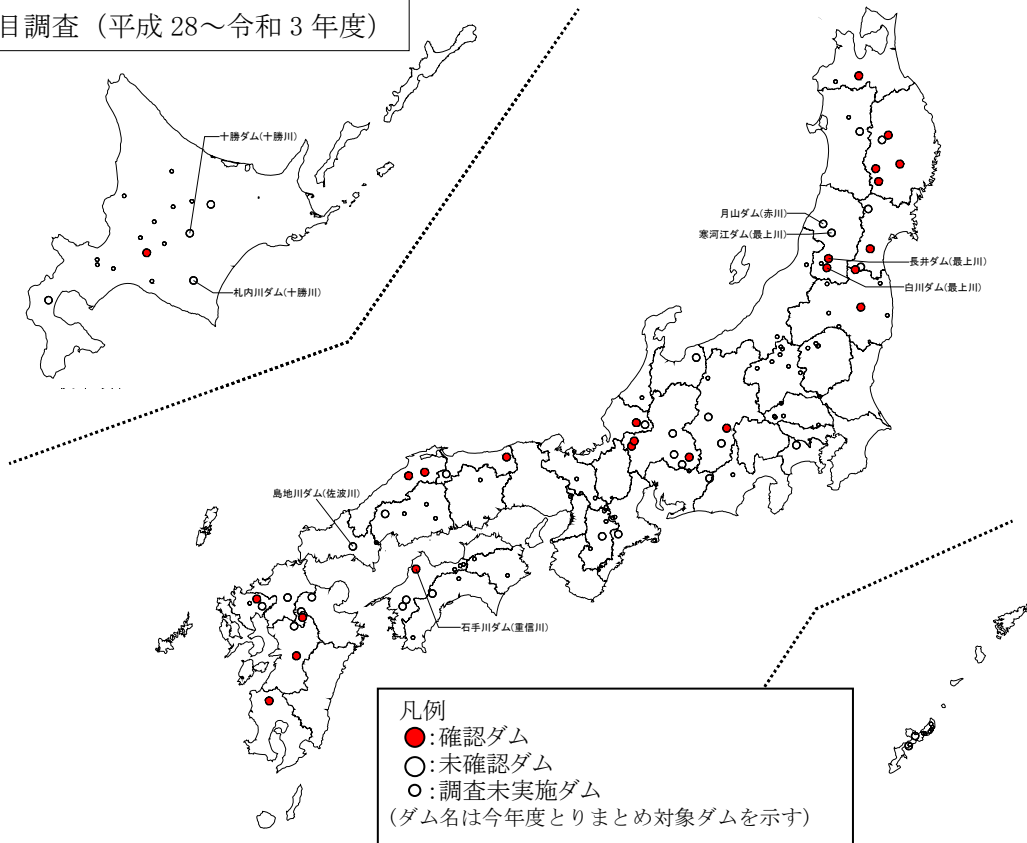 目調査（平成 28～令和 3 年度）
十勝ダム(十勝川)
札内川ダム(十勝川)
月山ダム(赤川)
寒河江ダム(最上川)
長井ダム(最上川)
白川ダム(最上川)
島地川ダム(佐波川)
石手川ダム(重信川)
凡例
：確認ダム
：未確認ダム
：調査未実施ダム
(ダム名は今年度とりまとめ対象ダムを示す)